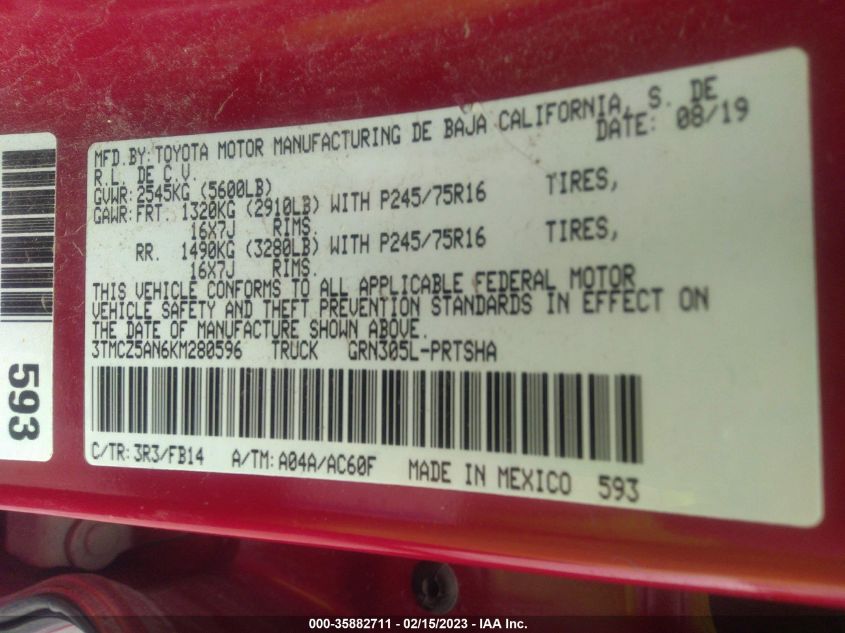 MFD.BY: TOYOTA MOTOR MANUFACTURING DE BAJA CALIFORNIA, S. DE
R.L. DE C.V. DATE: 08/19
GVWR: 2545KG (5600LB)
GAWR: FRT. 1320KG (2910LB) WITH P245/75R16 TIRES,
16X7J RIMS.
RR. 1490KG (3280LB) WITH P245/75R16 TIRES,
16X7J RIMS.
THIS VEHICLE CONFORMS TO ALL APPLICABLE FEDERAL MOTOR
VEHICLE SAFETY AND THEFT PREVENTION STANDARDS IN EFFECT ON
THE DATE OF MANUFACTURE SHOWN ABOVE.
3TMCZ5AN6KM280596 TRUCK GRN305L-PRTSHA
C/TR: 3R3/FB14 A/TM: A04A/AC60F MADE IN MEXICO 593
593
000-35882711 - 02/15/2023 - IAA Inc.